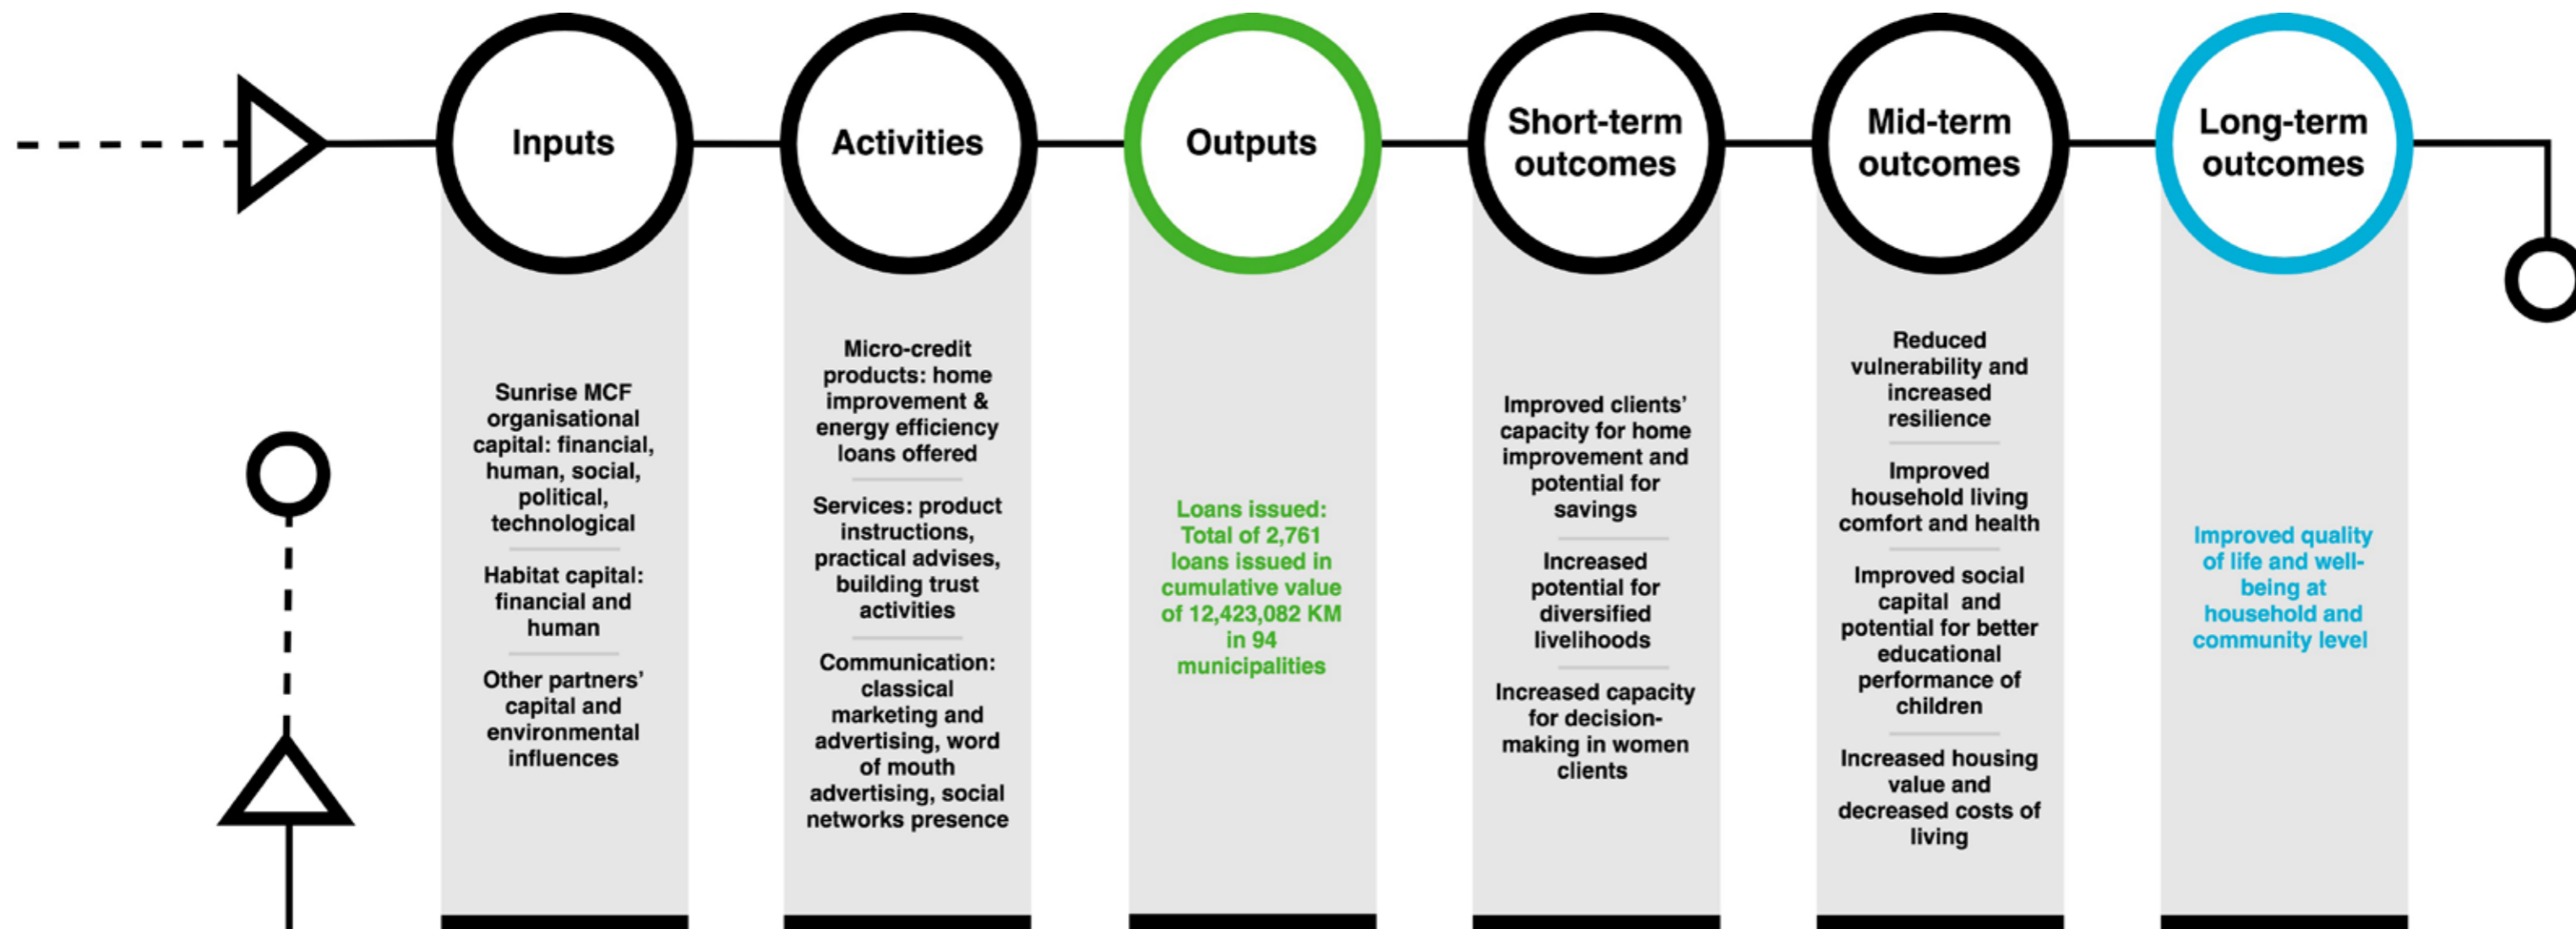 Inputs
Sunrise MCF
organisational
capital: financial,
human, social,
political,
technological
Habitat capital:
financial and
human
Other partners’
capital and
environmental
influences
Activities
Micro-credit
products: home
improvement &
energy efficiency
loans offered
Services: product
instructions,
practical advises,
building trust
activities
Communication:
classical
marketing and
advertising, word
of mouth
advertising, social
networks presence
Outputs
Loans issued:
Total of 2,761
loans issued in
cumulative value
of 12,423,082 KM
in 94
municipalities
Short-term
outcomes
Improved clients’
capacity for home
improvement and
potential for
savings
Increased
potential for
diversified
livelihoods
Increased capacity
for decision-
making in women
clients
Mid-term
outcomes
Reduced
vulnerability and
increased
resilience
Improved
household living
comfort and health
Improved social
capital and
potential for better
educational
performance of
children
Increased housing
value and
decreased costs of
living
Long-term
outcomes
Improved quality
of life and well-
being at
household and
community level